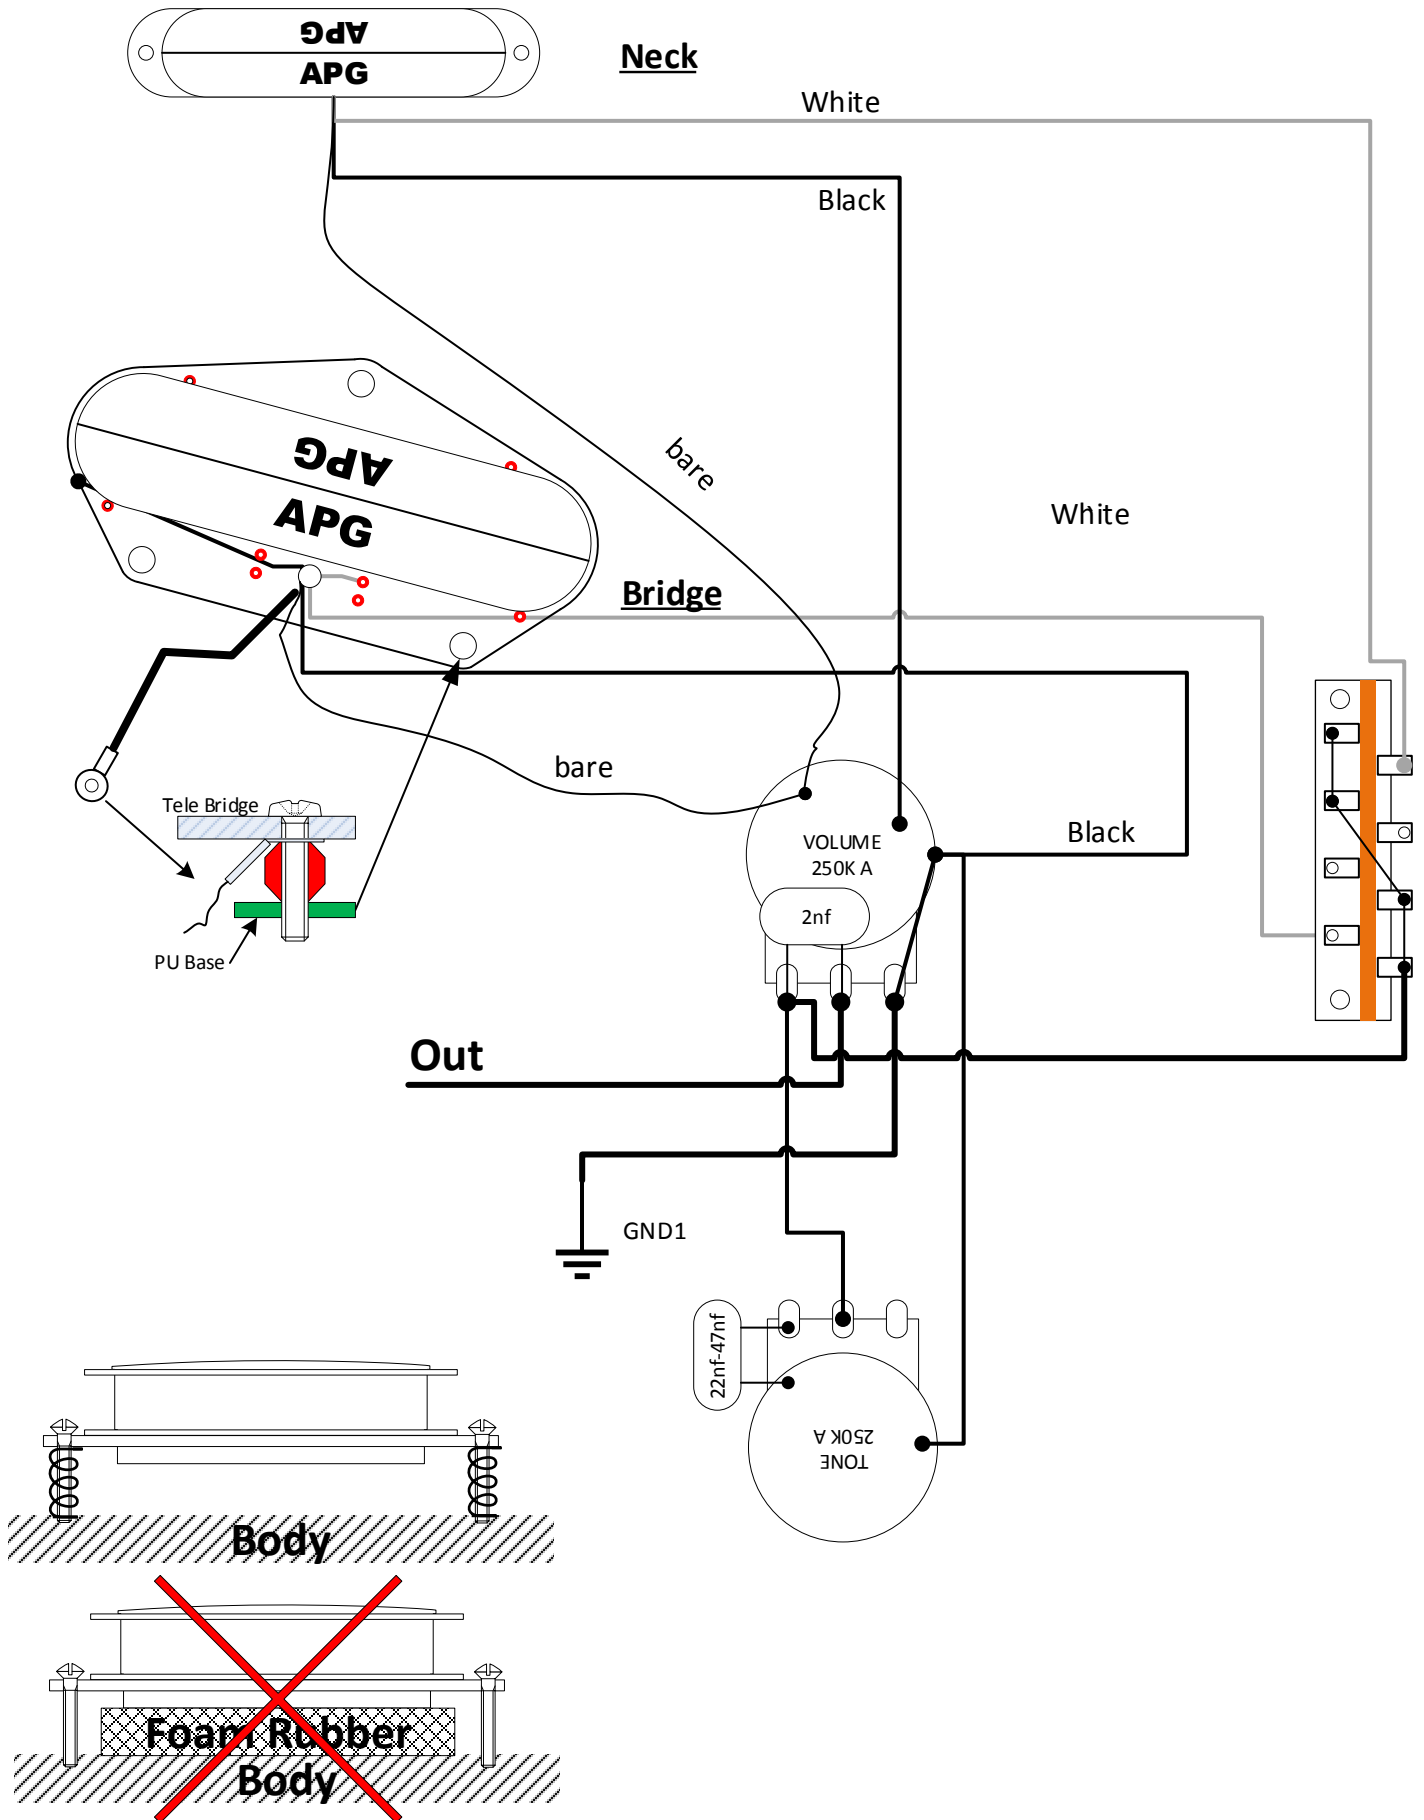 APG
APG
Neck
White
Black
bare
APG
APG
White
Bridge
bare
Tele Bridge
PU Base
VOLUME
250K A
2nf
Black
Out
GND1
22nf-47nf
TONE
250K A
Body
Foam Rubber
Body